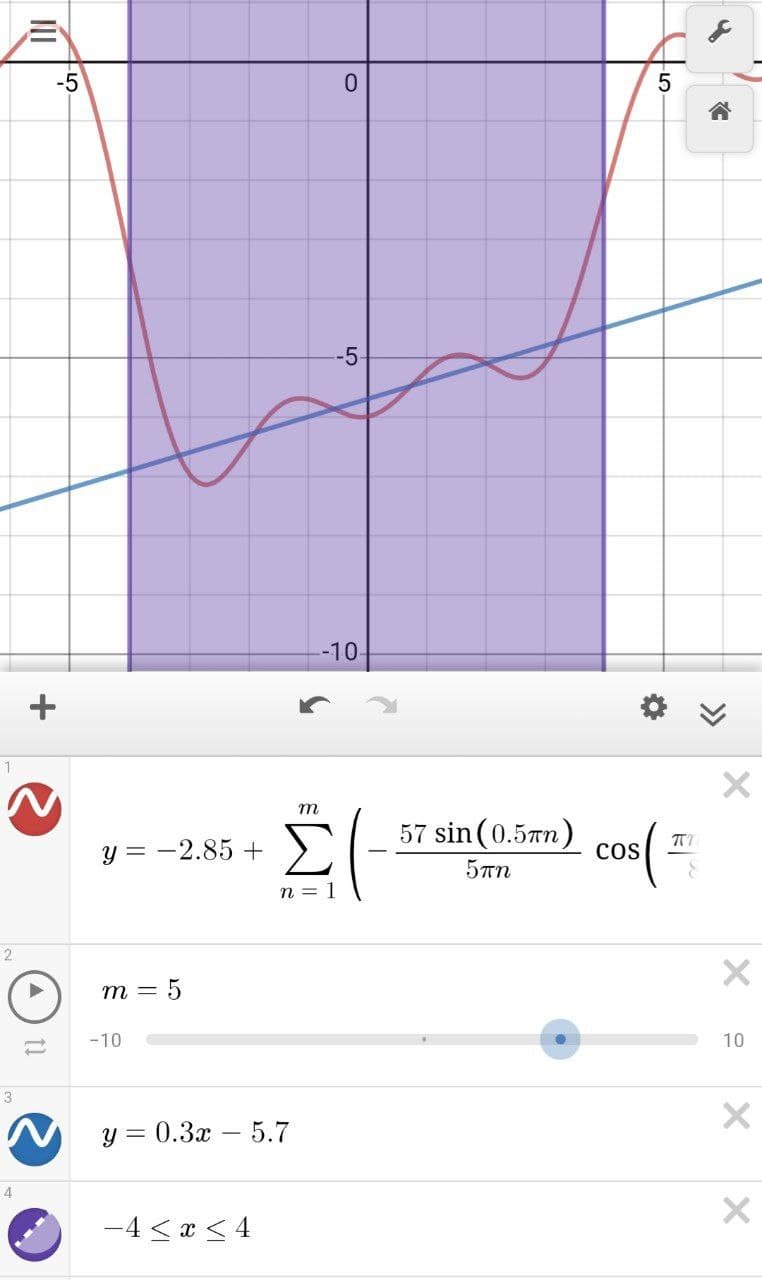 -5 0 5
-5
-10
1
y = −2.85 + ∑ m n = 1 ( − 57 sin(0.5πn) / 5πn cos( π
2
m = 5
−10 10
3
y = 0.3x − 5.7
4
−4 ≤ x ≤ 4